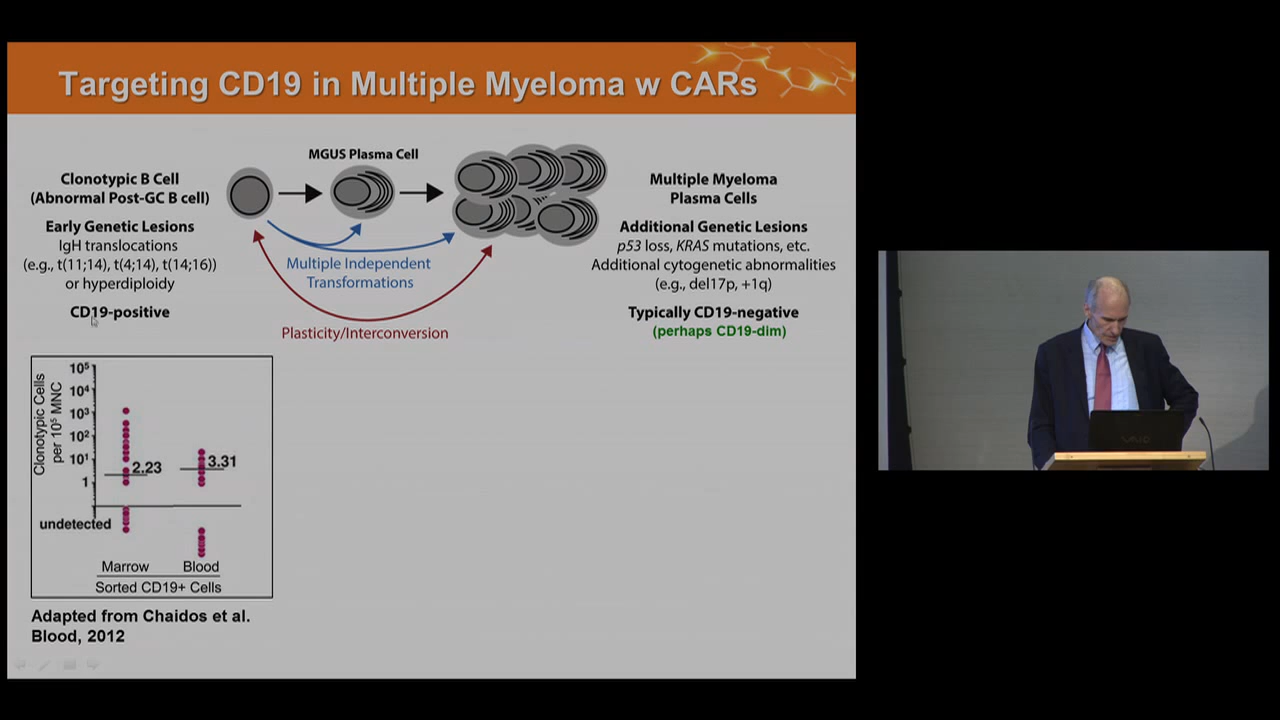 Targeting CD19 in Multiple Myeloma w CARs
MGUS Plasma Cell
Clonotypic B Cell
(Abnormal Post-GC B cell)
Early Genetic Lesions
IgH translocations
(e.g., t(11;14), t(4;14), t(14;16))
or hyperdiploidy
CD19-positive
Multiple Independent
Transformations
Plasticity/Interconversion
Multiple Myeloma
Plasma Cells
Additional Genetic Lesions
p53 loss, KRAS mutations, etc.
Additional cytogenetic abnormalities
(e.g., del17p, +1q)
Typically CD19-negative
(perhaps CD19-dim)
Clonotypic Cells
per 10⁵ MNC
10⁵
10⁴
10³
10²
10¹
1
undetected
2.23
3.31
Marrow Blood
Sorted CD19+ Cells
Adapted from Chaidos et al.
Blood, 2012
VAIO